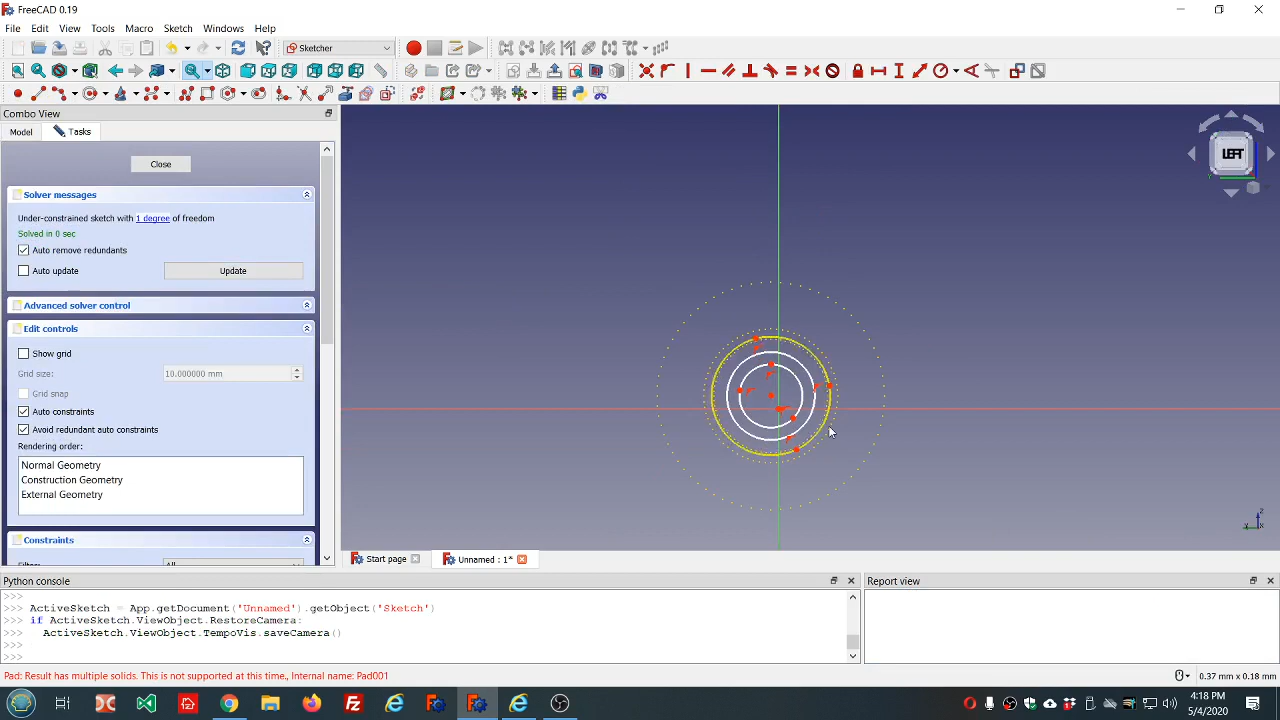 FreeCAD 0.19
File Edit View Tools Macro Sketch Windows Help
Sketcher
Combo View
Model Tasks
Close
Solver messages
Under-constrained sketch with 1 degree of freedom
Solved in 0 sec
Auto remove redundants
Auto update Update
Advanced solver control
Edit controls
Show grid
Grid size: 10.000000 mm
Grid snap
Auto constraints
Avoid redundant auto constraints
Rendering order:
Normal Geometry
Construction Geometry
External Geometry
Constraints
LEFT
Start page Unnamed : 1*
Python console
Report view
>>>
>>> ActiveSketch = App.getDocument('Unnamed').getObject('Sketch')
>>> if ActiveSketch.ViewObject.RestoreCamera:
>>> ActiveSketch.ViewObject.TempoVis.saveCamera()
>>>
>>>
Pad: Result has multiple solids. This is not supported at this time., Internal name: Pad001
0.37 mm x 0.18 mm
4:18 PM
5/4/2020